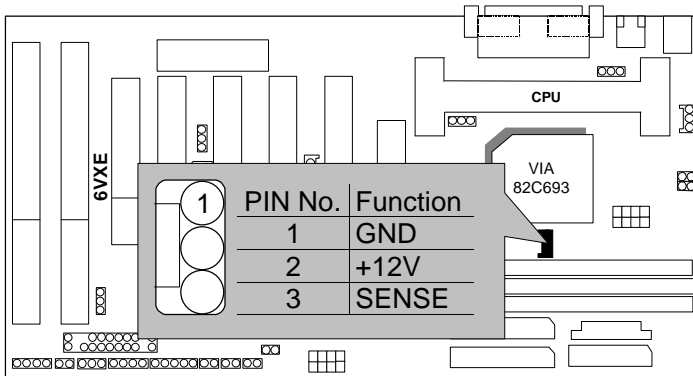 CPU
6VXE
VIA
82C693
1
PIN No. Function
1 GND
2 +12V
3 SENSE